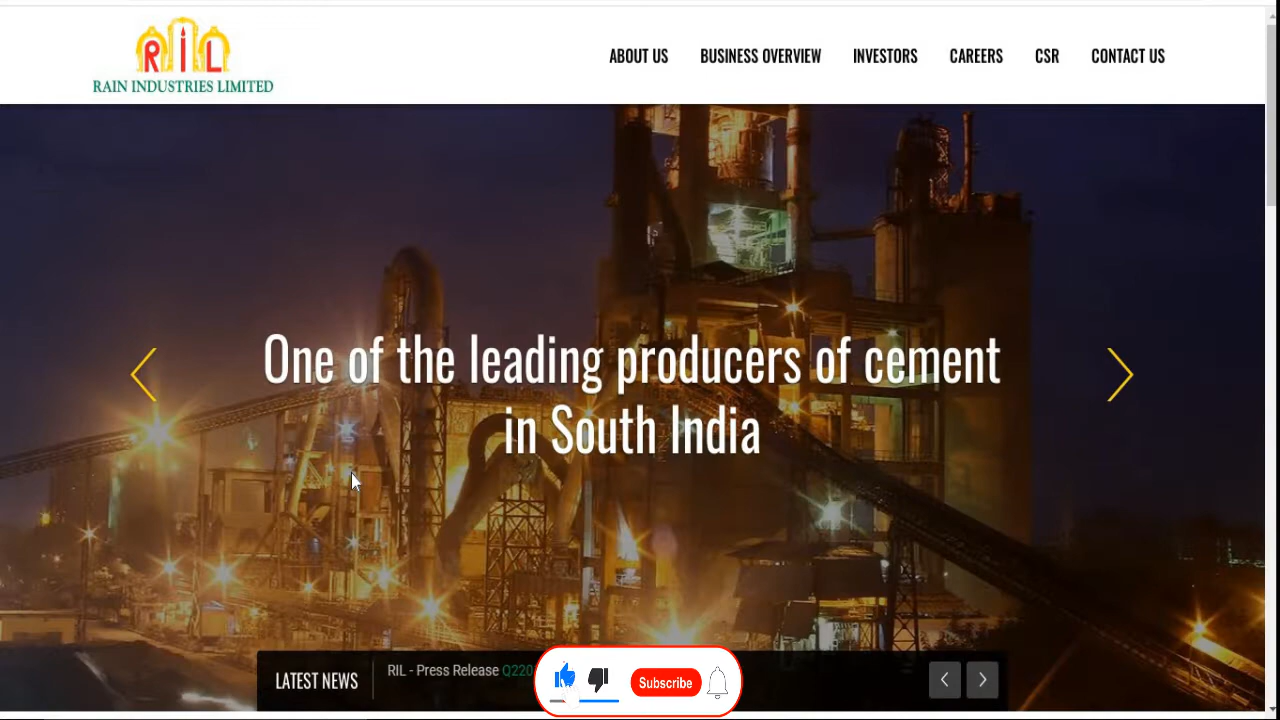 RIL
RAIN INDUSTRIES LIMITED
ABOUT US
BUSINESS OVERVIEW
INVESTORS
CAREERS
CSR
CONTACT US
One of the leading producers of cement
in South India
LATEST NEWS
RIL - Press Release Q220
Subscribe